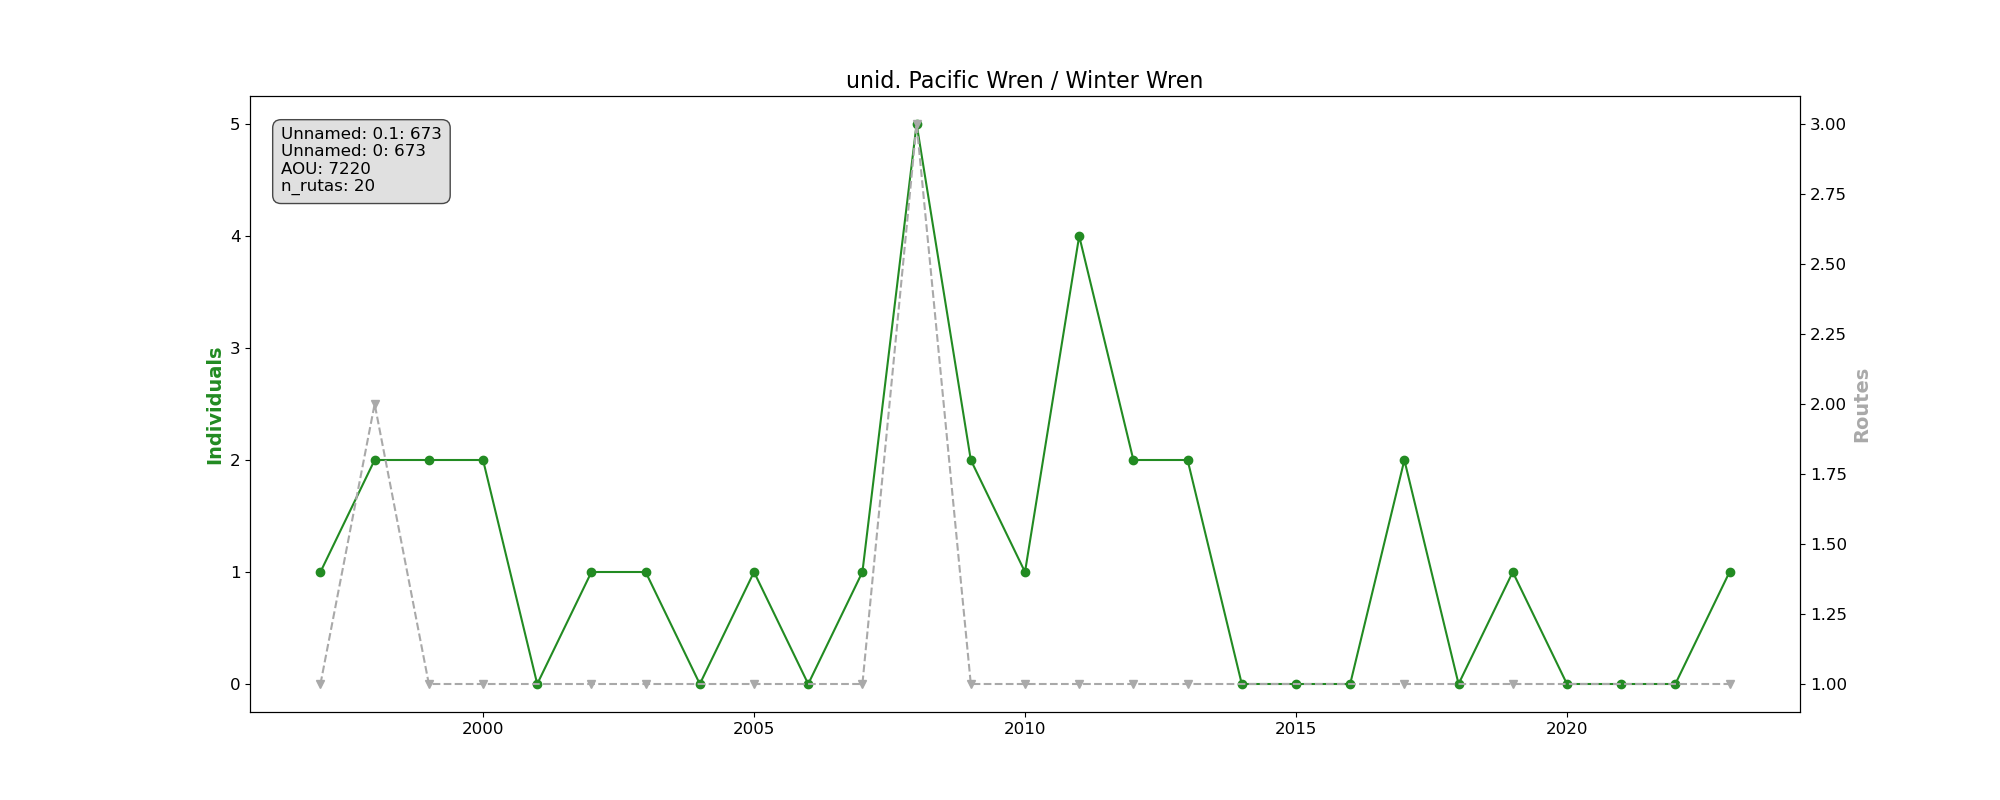 unid. Pacific Wren / Winter Wren
Unnamed: 0.1: 673
Unnamed: 0: 673
AOU: 7220
n_rutas: 20
5
4
3
2
1
0
Individuals
3.00
2.75
2.50
2.25
2.00
1.75
1.50
1.25
1.00
Routes
2000 2005 2010 2015 2020